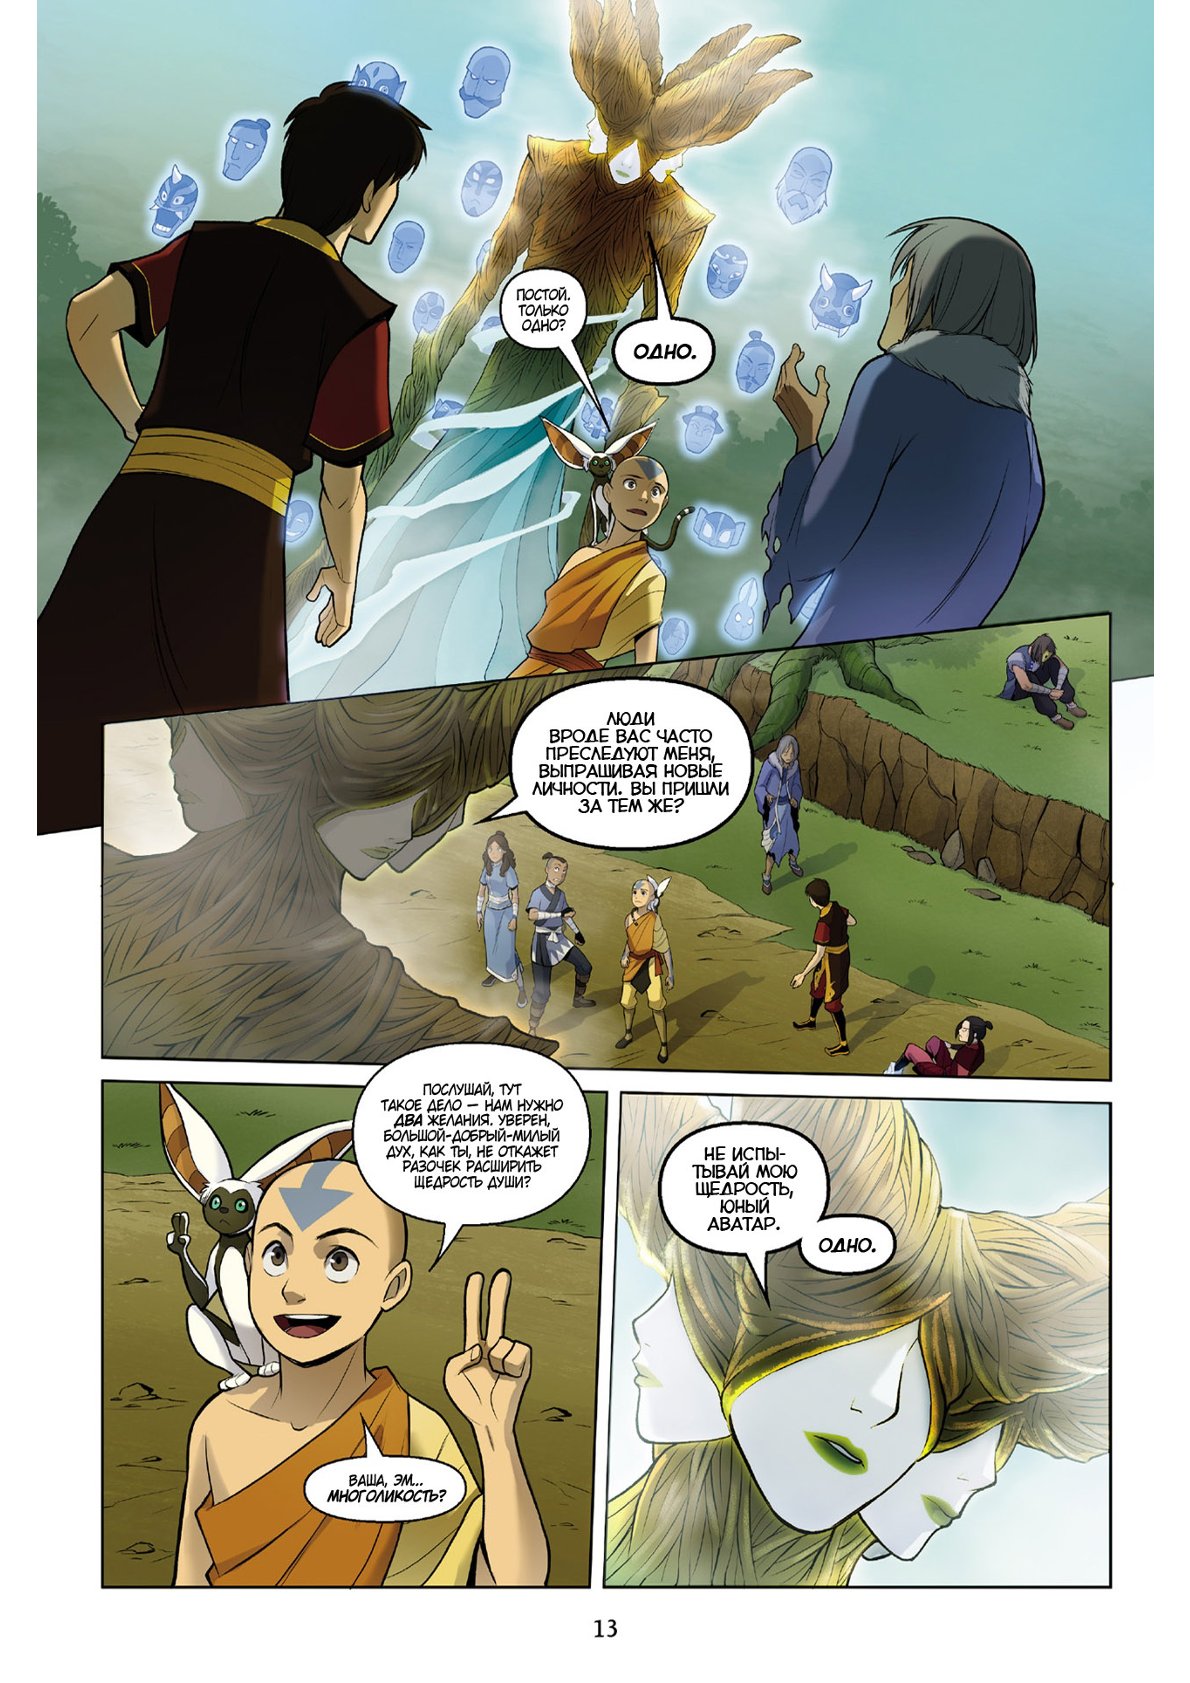 ПОСТОЙ.
ТОЛЬКО
ОДНО?
ОДНО.
ЛЮДИ
ВРОДЕ ВАС ЧАСТО
ПРЕСЛЕДУЮТ МЕНЯ,
ВЫПРАШИВАЯ НОВЫЕ
ЛИЧНОСТИ. ВЫ ПРИШЛИ
ЗА ТЕМ ЖЕ?
ПОСЛУШАЙ, ТУТ
ТАКОЕ ДЕЛО — НАМ НУЖНО
ДВА ЖЕЛАНИЯ. УВЕРЕН,
БОЛЬШОЙ-ДОБРЫЙ-МИЛЫЙ
ДУХ, КАК ТЫ, НЕ ОТКАЖЕТ
РАЗОЧЕК РАСШИРИТЬ
ЩЕДРОСТЬ ДУШИ?
ВАША, ЭМ...
МНОГОЛИКОСТЬ?
НЕ ИСПЫ-
ТЫВАЙ МОЮ
ЩЕДРОСТЬ,
ЮНЫЙ
АВАТАР.
ОДНО.
13